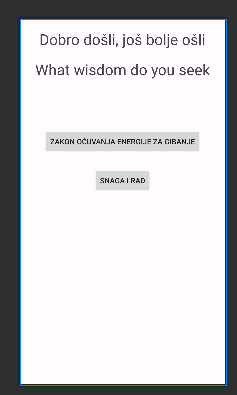 Dobro došli, još bolje ošli
What wisdom do you seek
ZAKON OČUVANJA ENERGIJE ZA GIBANJE
SNAGA I RAD